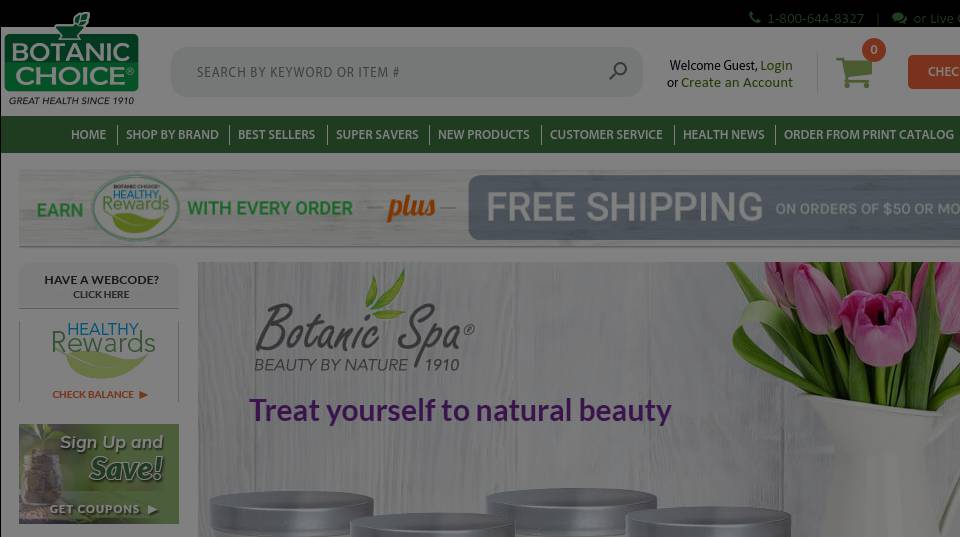 1-800-644-8327 | or Live
BOTANIC
CHOICE®
GREAT HEALTH SINCE 1910
SEARCH BY KEYWORD OR ITEM #
Welcome Guest, Login
or Create an Account
0
CHEC
HOME
SHOP BY BRAND
BEST SELLERS
SUPER SAVERS
NEW PRODUCTS
CUSTOMER SERVICE
HEALTH NEWS
ORDER FROM PRINT CATALOG
EARN
BOTANIC CHOICE®
HEALTHY
Rewards
WITH EVERY ORDER
plus
FREE SHIPPING ON ORDERS OF $50 OR MO
HAVE A WEBCODE?
CLICK HERE
HEALTHY
Rewards
CHECK BALANCE
Sign Up and
Save!
GET COUPONS
Botanic Spa®
BEAUTY BY NATURE 1910
Treat yourself to natural beauty